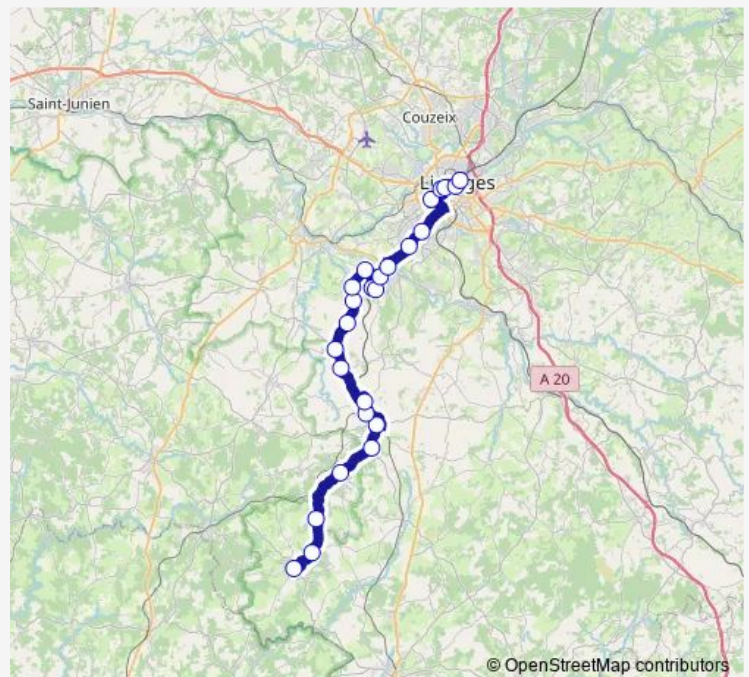 Saint-Junien
Couzeix
Limoges
A 20
© OpenStreetMap contributors